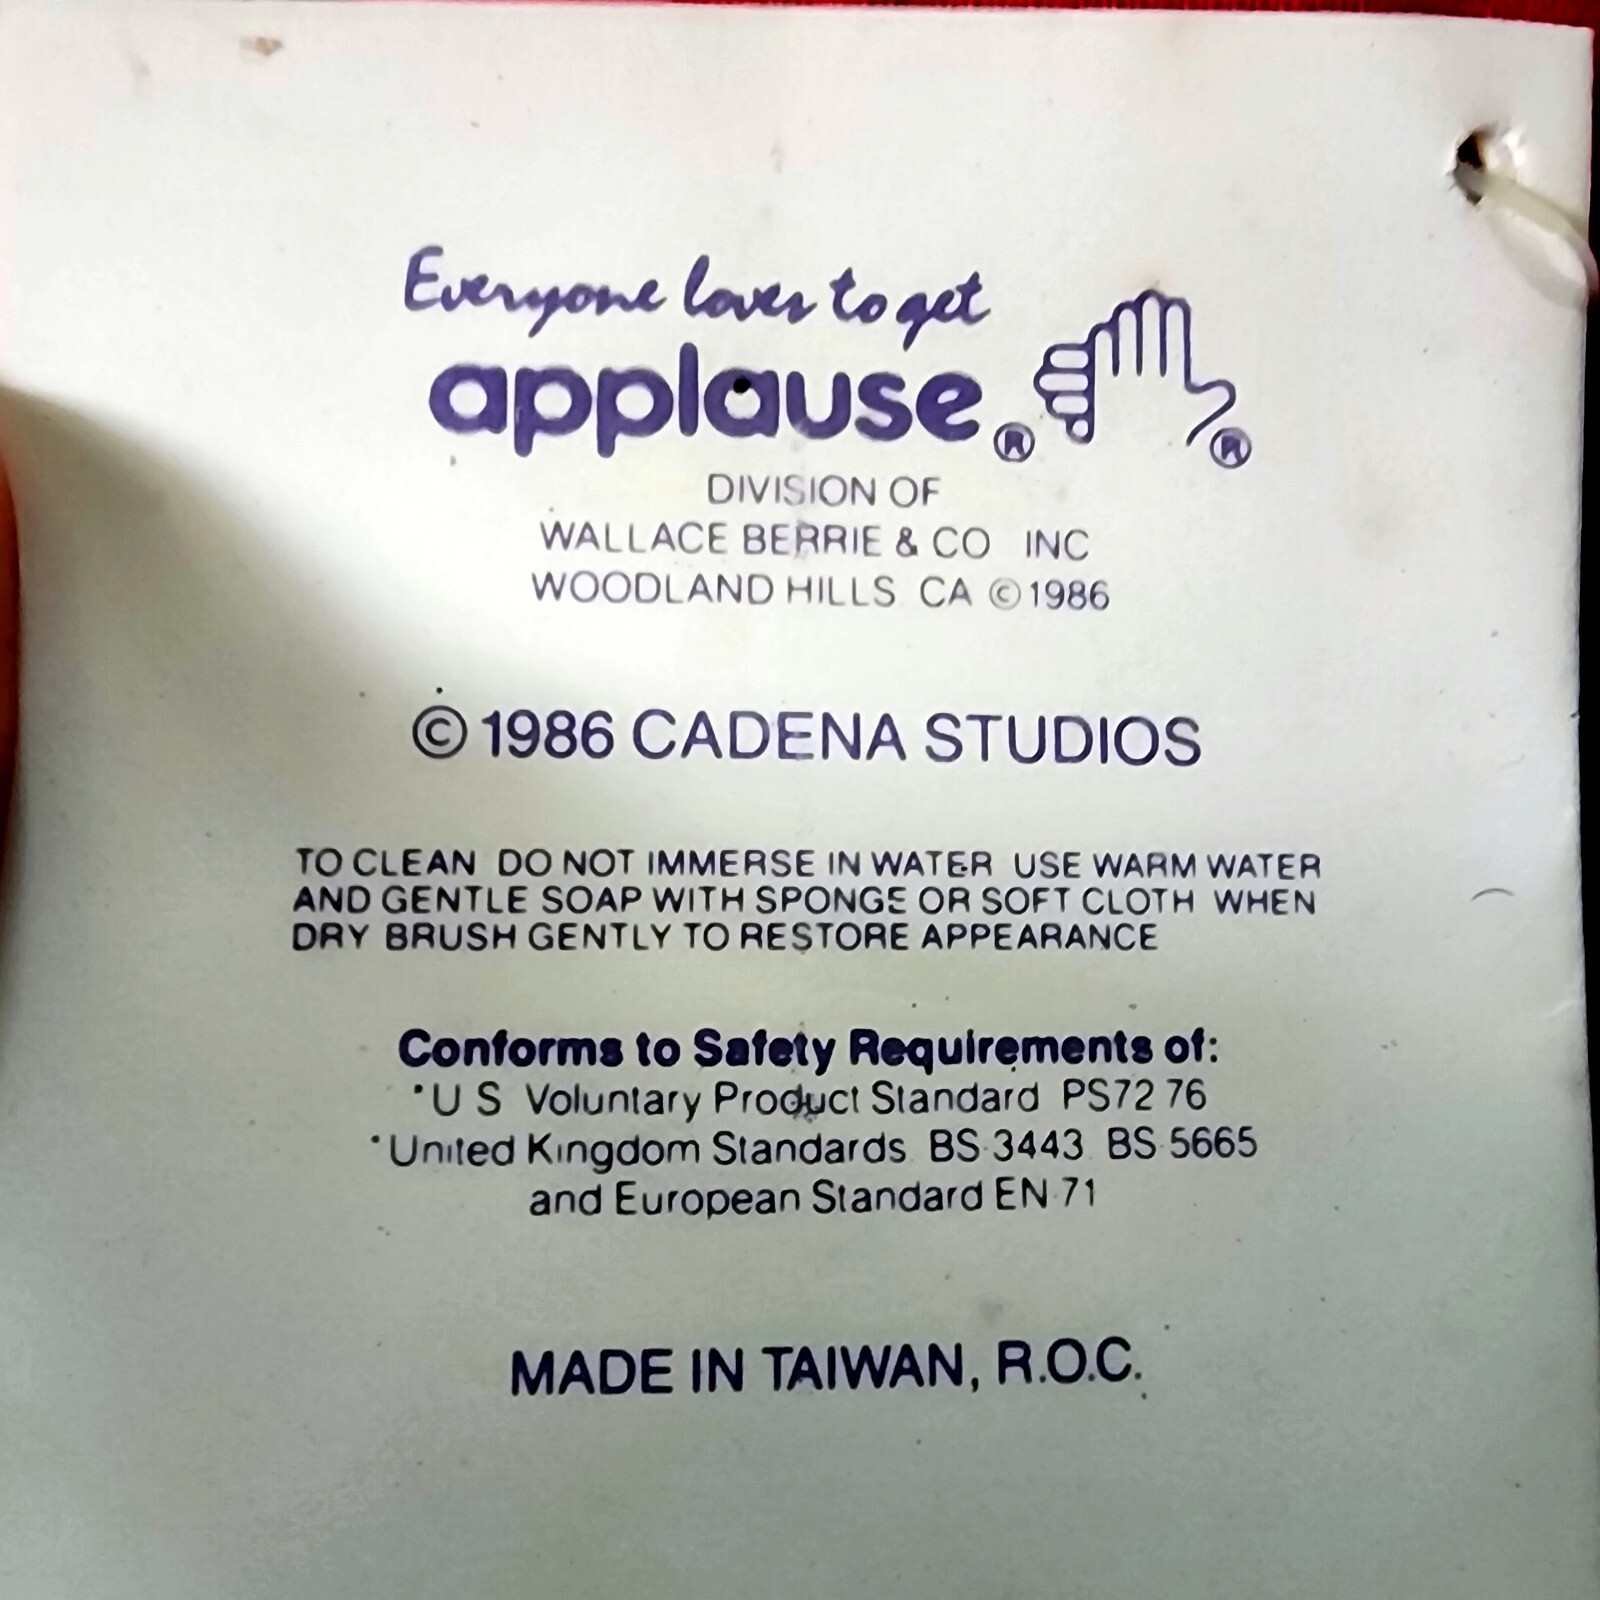 Everyone loves to get
applause®®
DIVISION OF
WALLACE BERRIE & CO INC
WOODLAND HILLS CA ©1986
© 1986 CADENA STUDIOS
TO CLEAN DO NOT IMMERSE IN WATER USE WARM WATER
AND GENTLE SOAP WITH SPONGE OR SOFT CLOTH WHEN
DRY BRUSH GENTLY TO RESTORE APPEARANCE
Conforms to Safety Requirements of:
•U S Voluntary Product Standard PS72 76
•United Kingdom Standards BS·3443 BS·5665
and European Standard EN·71
MADE IN TAIWAN, R.O.C.